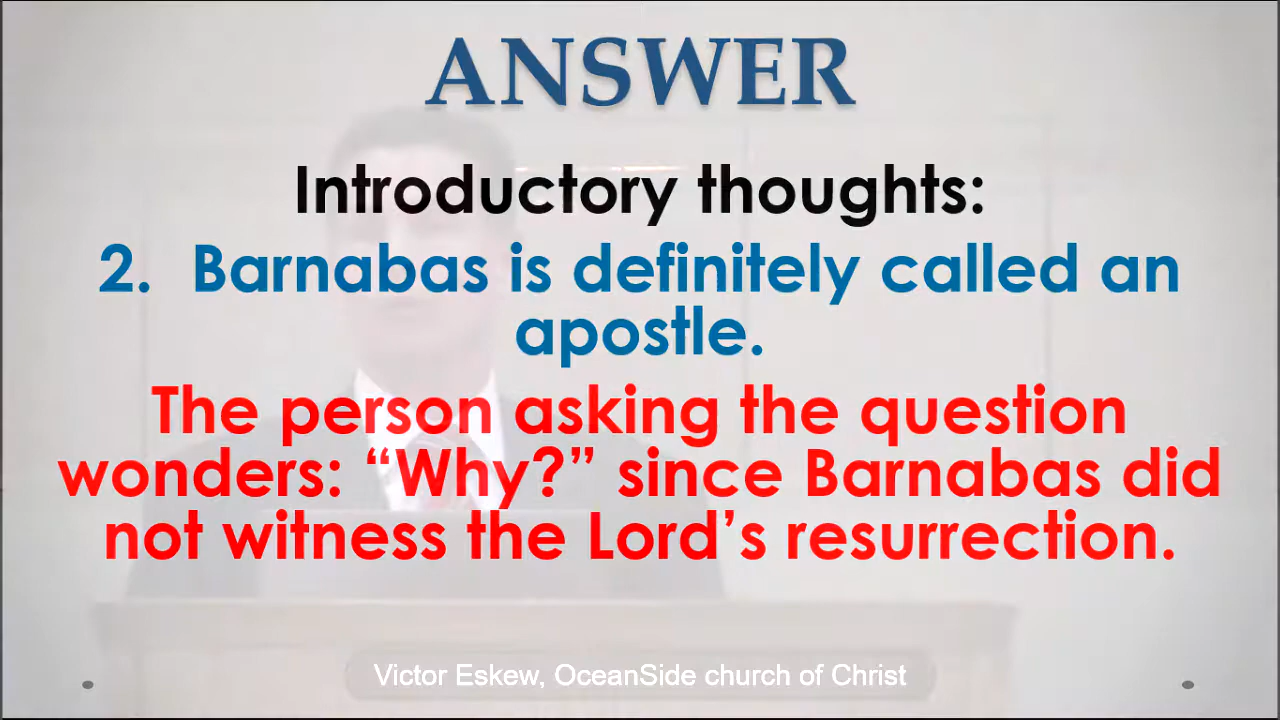 ANSWER
Introductory thoughts:
2. Barnabas is definitely called an
apostle.
The person asking the question
wonders: “Why?” since Barnabas did
not witness the Lord’s resurrection.
Victor Eskew, OceanSide church of Christ